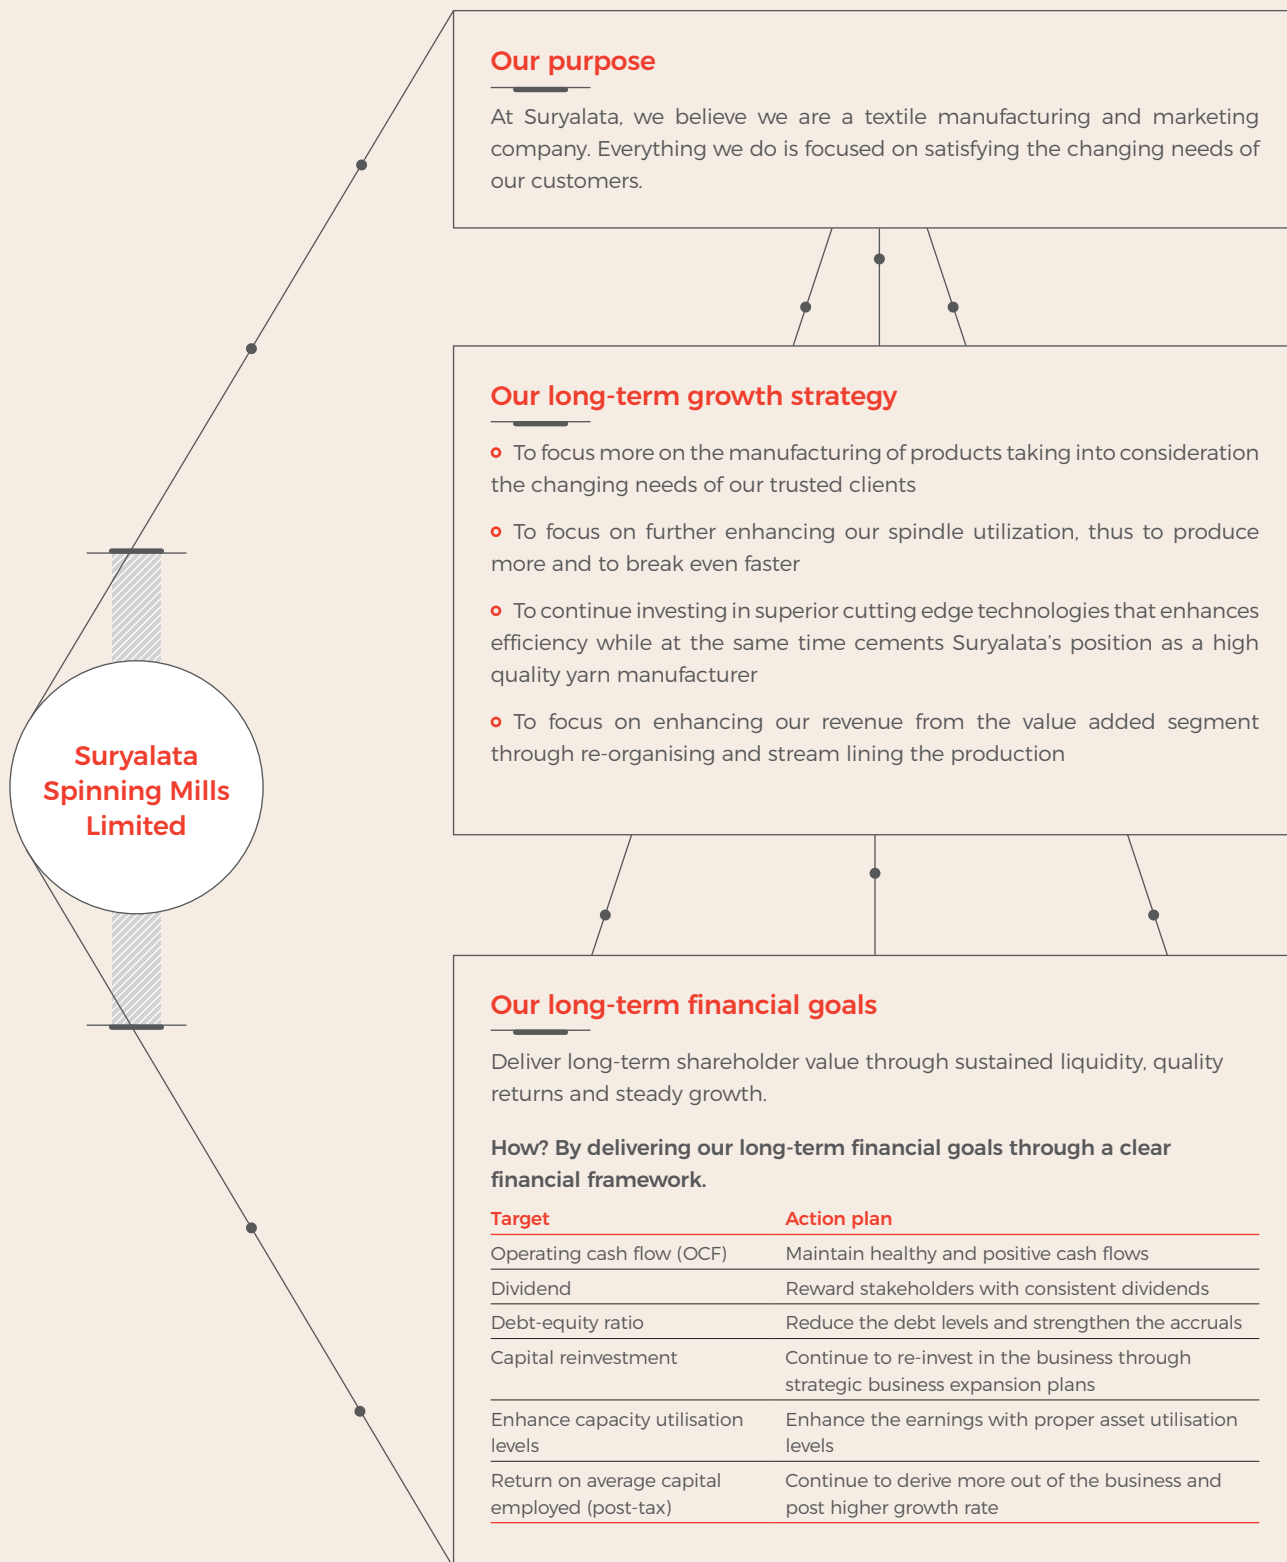 Our purpose
At Suryalata, we believe we are a textile manufacturing and marketing
company. Everything we do is focused on satisfying the changing needs of
our customers.
Our long-term growth strategy
To focus more on the manufacturing of products taking into consideration
the changing needs of our trusted clients
To focus on further enhancing our spindle utilization, thus to produce
more and to break even faster
To continue investing in superior cutting edge technologies that enhances
efficiency while at the same time cements Suryalata's position as a high
quality yarn manufacturer
To focus on enhancing our revenue from the value added segment
through re-organising and stream lining the production
Suryalata
Spinning Mills
Limited
Our long-term financial goals
Deliver long-term shareholder value through sustained liquidity, quality
returns and steady growth.
How? By delivering our long-term financial goals through a clear
financial framework.
Target Action plan
Operating cash flow (OCF) Maintain healthy and positive cash flows
Dividend Reward stakeholders with consistent dividends
Debt-equity ratio Reduce the debt levels and strengthen the accruals
Capital reinvestment Continue to re-invest in the business through
strategic business expansion plans
Enhance capacity utilisation Enhance the earnings with proper asset utilisation
levels levels
Return on average capital Continue to derive more out of the business and
employed (post-tax) post higher growth rate